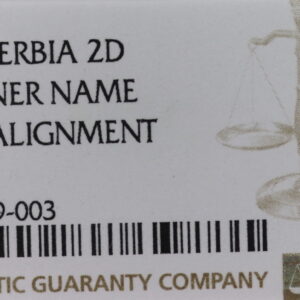 ERBIA 2D
NER NAME
ALIGNMENT
9-003
TIC GUARANTY COMPANY